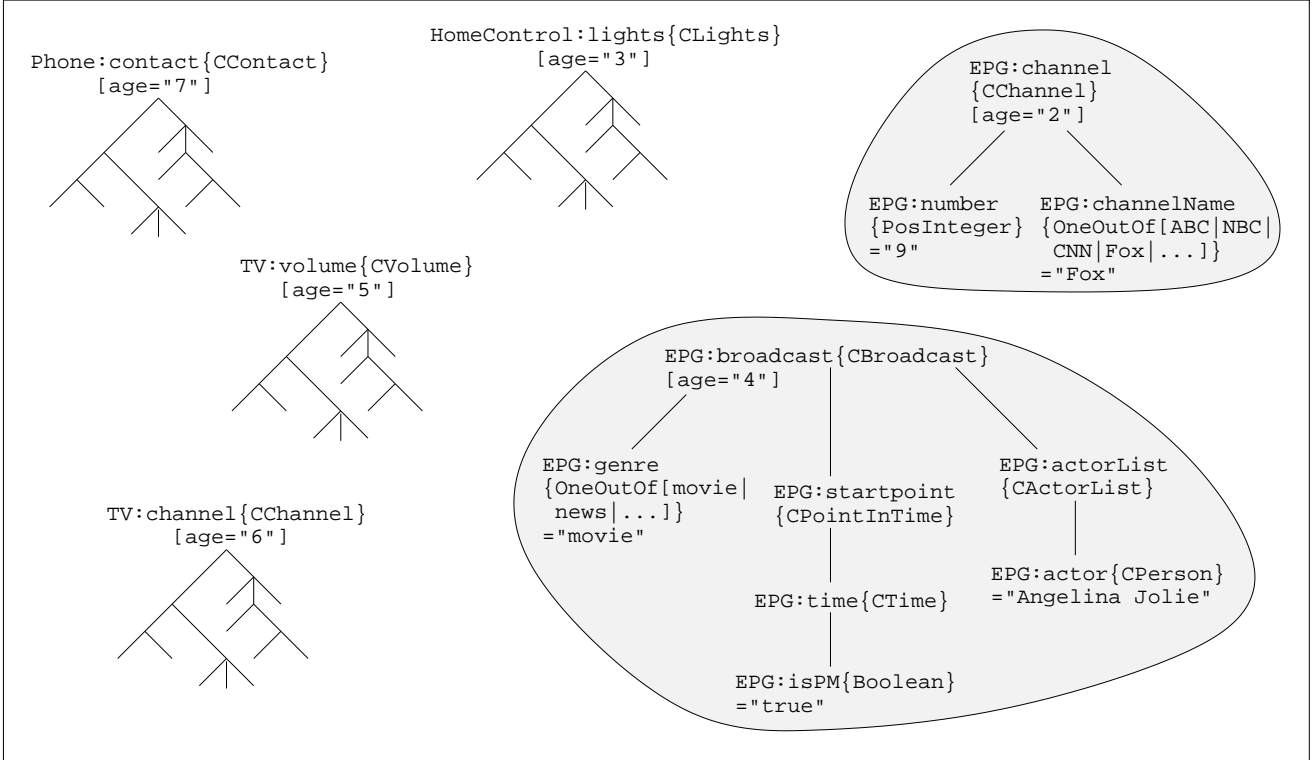 Phone:contact{CContact}
[age="7"]
HomeControl:lights{CLights}
[age="3"]
EPG:channel
{CChannel}
[age="2"]
EPG:number
{PosInteger}
="9"
EPG:channelName
{OneOutOf[ABC|NBC|
CNN|Fox|...]}
="Fox"
TV:volume{CVolume}
[age="5"]
EPG:broadcast{CBroadcast}
[age="4"]
EPG:genre
{OneOutOf[movie|
news|...]}
="movie"
EPG:startpoint
{CPointInTime}
EPG:actorList
{CActorList}
TV:channel{CChannel}
[age="6"]
EPG:time{CTime}
EPG:actor{CPerson}
="Angelina Jolie"
EPG:isPM{Boolean}
="true"